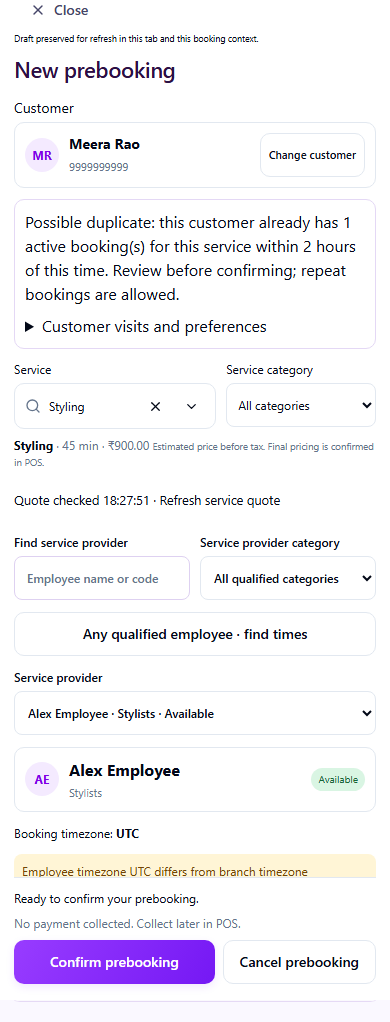 Close
Draft preserved for refresh in this tab and this booking context.
New prebooking
Customer
MR
Meera Rao
9999999999
Change customer
Possible duplicate: this customer already has 1
active booking(s) for this service within 2 hours
of this time. Review before confirming; repeat
bookings are allowed.
Customer visits and preferences
Service
Service category
Styling
All categories
Styling · 45 min · ₹900.00 Estimated price before tax. Final pricing is confirmed
in POS.
Quote checked 18:27:51 · Refresh service quote
Find service provider
Service provider category
Employee name or code
All qualified categories
Any qualified employee · find times
Service provider
Alex Employee · Stylists · Available
AE
Alex Employee
Stylists
Available
Booking timezone: UTC
Employee timezone UTC differs from branch timezone
Ready to confirm your prebooking.
No payment collected. Collect later in POS.
Confirm prebooking
Cancel prebooking